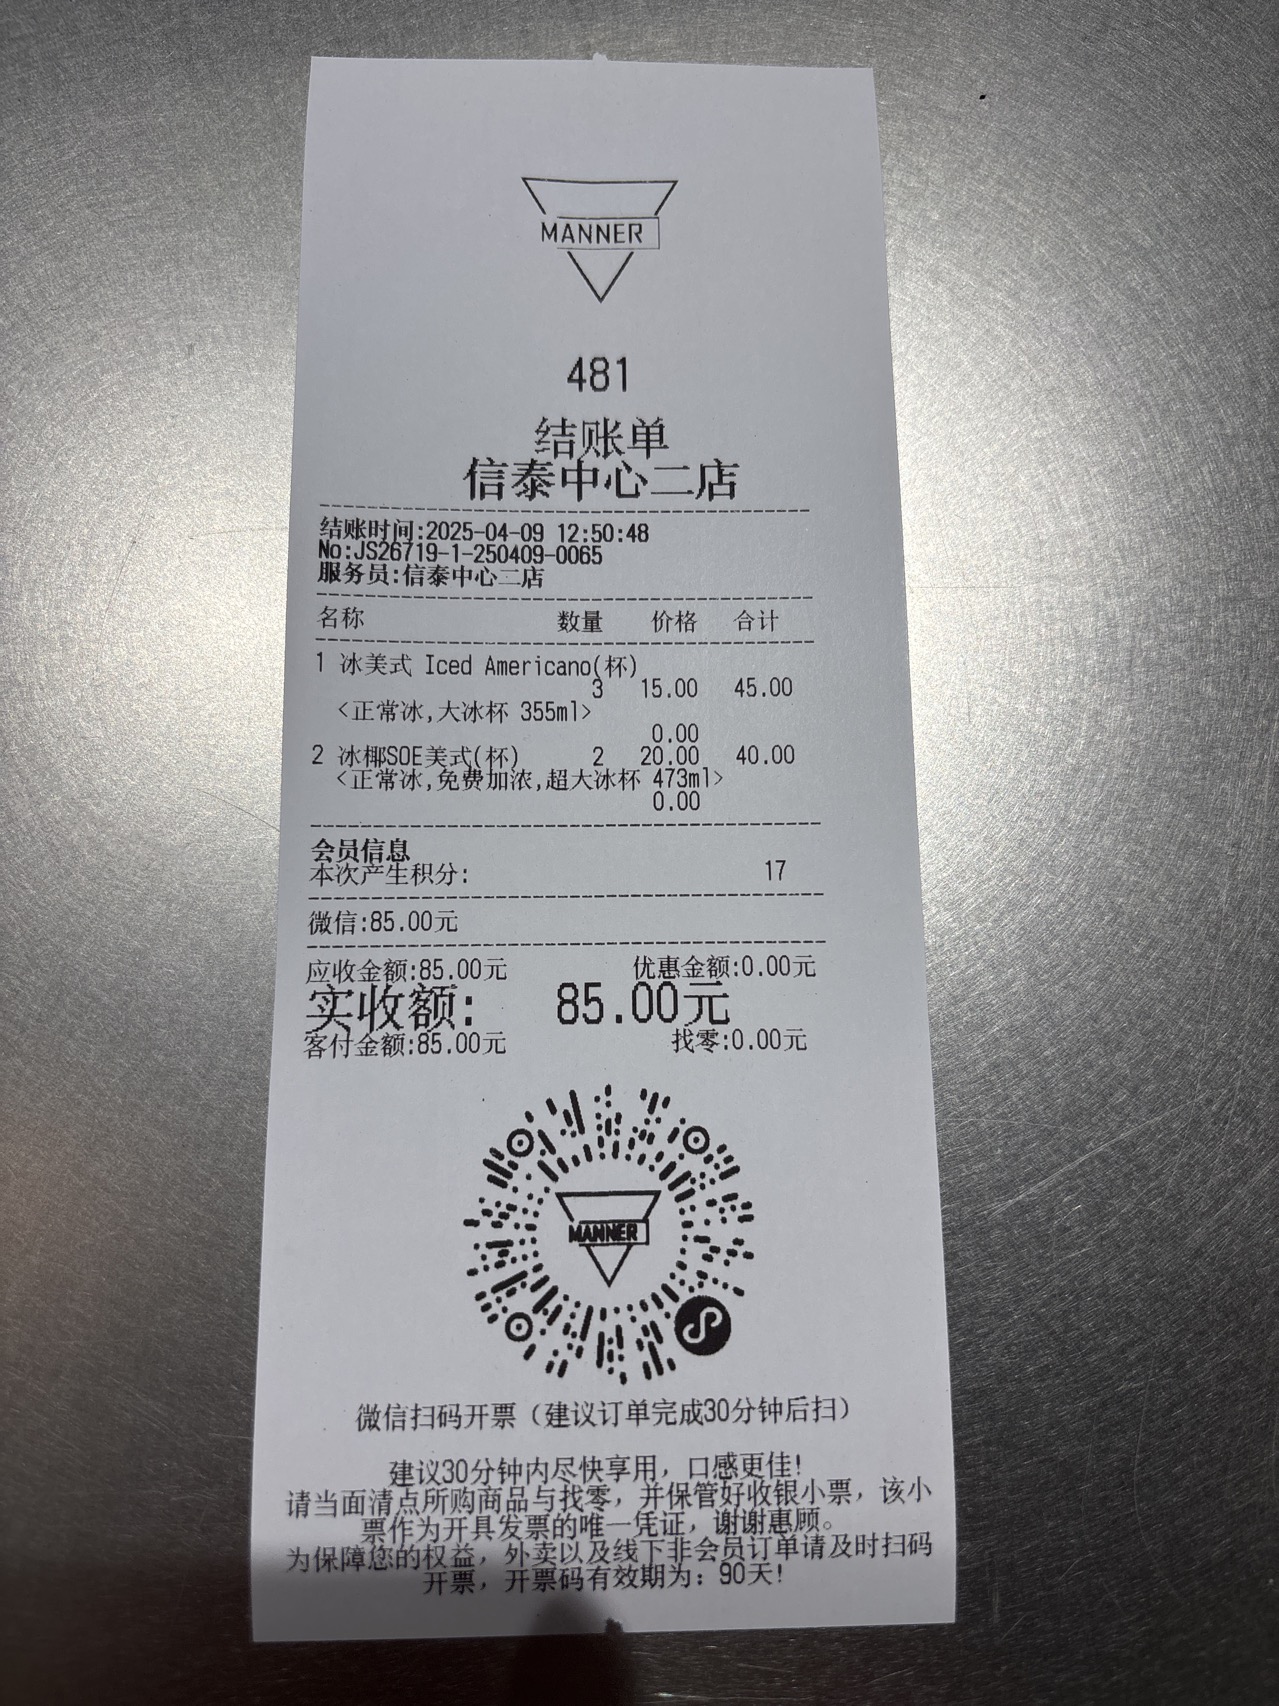 MANNER
481
结账单
信泰中心二店
结账时间:2025-04-09 12:50:48
No:JS26719-1-250409-0065
服务员:信泰中心二店
名称 数量 价格 合计
1 冰美式 Iced Americano(杯)
3 15.00 45.00
<正常冰,大冰杯 355ml>
0.00
2 冰椰SOE美式(杯) 2 20.00 40.00
<正常冰,免费加浓,超大冰杯 473ml>
0.00
会员信息
本次产生积分: 17
微信:85.00元
应收金额:85.00元 优惠金额:0.00元
实收额: 85.00元
客付金额:85.00元 找零:0.00元
MANNER
微信扫码开票（建议订单完成30分钟后扫）
建议30分钟内尽快享用，口感更佳!
请当面清点所购商品与找零，并保管好收银小票，该小
票作为开具发票的唯一凭证，谢谢惠顾。
为保障您的权益，外卖以及线下非会员订单请及时扫码
开票，开票码有效期为：90天!